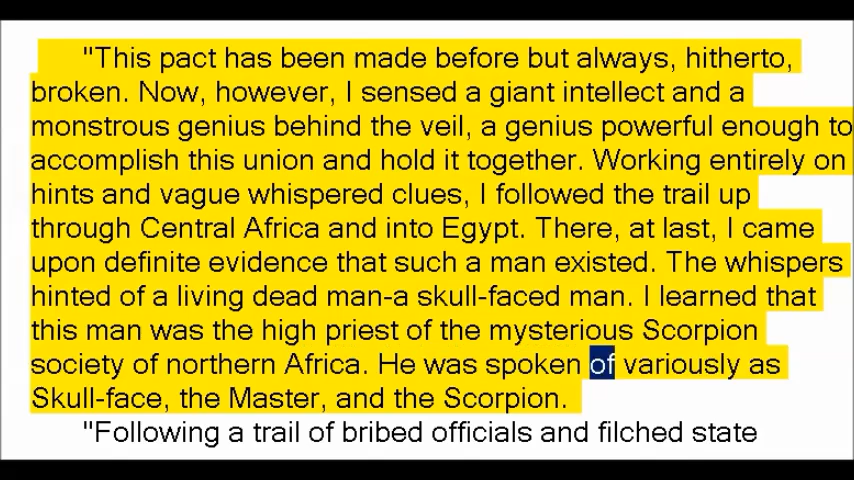 "This pact has been made before but always, hitherto,
broken. Now, however, I sensed a giant intellect and a
monstrous genius behind the veil, a genius powerful enough to
accomplish this union and hold it together. Working entirely on
hints and vague whispered clues, I followed the trail up
through Central Africa and into Egypt. There, at last, I came
upon definite evidence that such a man existed. The whispers
hinted of a living dead man-a skull-faced man. I learned that
this man was the high priest of the mysterious Scorpion
society of northern Africa. He was spoken of variously as
Skull-face, the Master, and the Scorpion.
"Following a trail of bribed officials and filched state